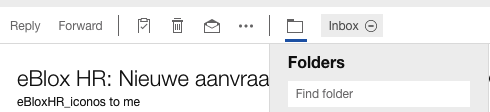 Reply Forward Inbox
Folders
eBlox HR: Nieuwe aanvraa
Find folder
eBloxHR_iconos to me